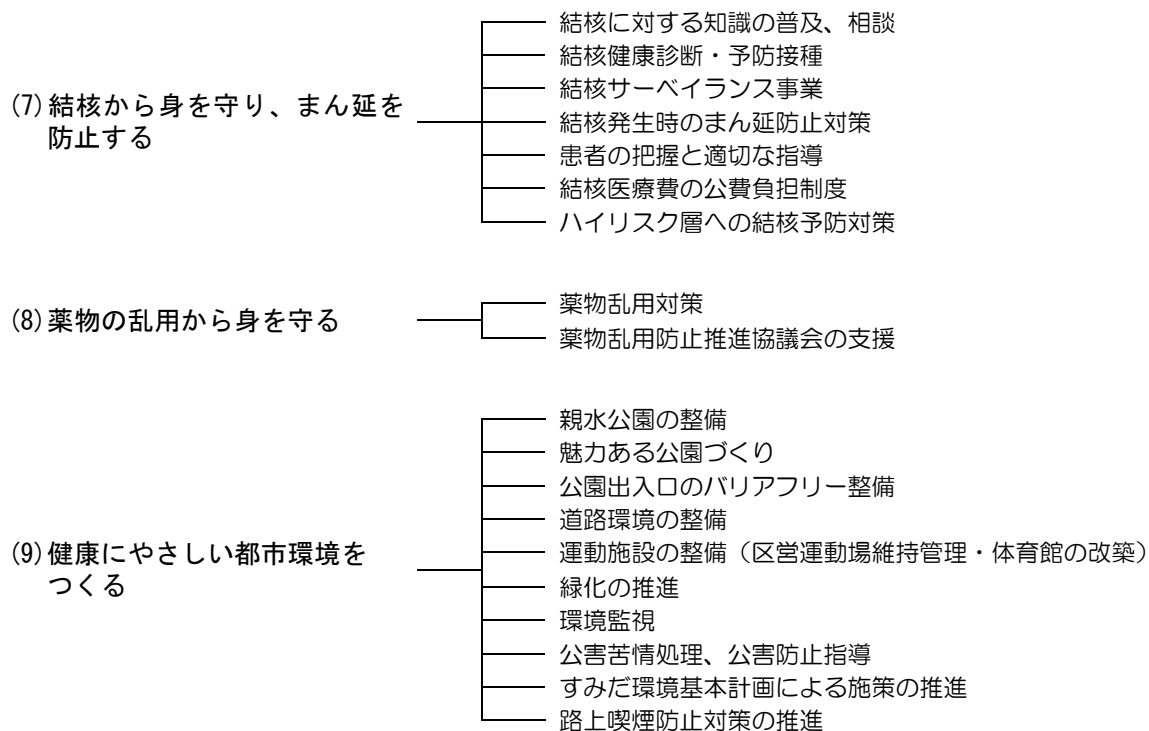 結核に対する知識の普及、相談
結核健康診断・予防接種
結核サーベイランス事業
(7)結核から身を守り、まん延を
防止する
結核発生時のまん延防止対策
患者の把握と適切な指導
結核医療費の公費負担制度
ハイリスク層への結核予防対策
(8)薬物の乱用から身を守る
薬物乱用対策
薬物乱用防止推進協議会の支援
親水公園の整備
魅力ある公園づくり
公園出入口のバリアフリー整備
道路環境の整備
(9)健康にやさしい都市環境を
つくる
運動施設の整備（区営運動場維持管理・体育館の改築）
緑化の推進
環境監視
公害苦情処理、公害防止指導
すみだ環境基本計画による施策の推進
路上喫煙防止対策の推進